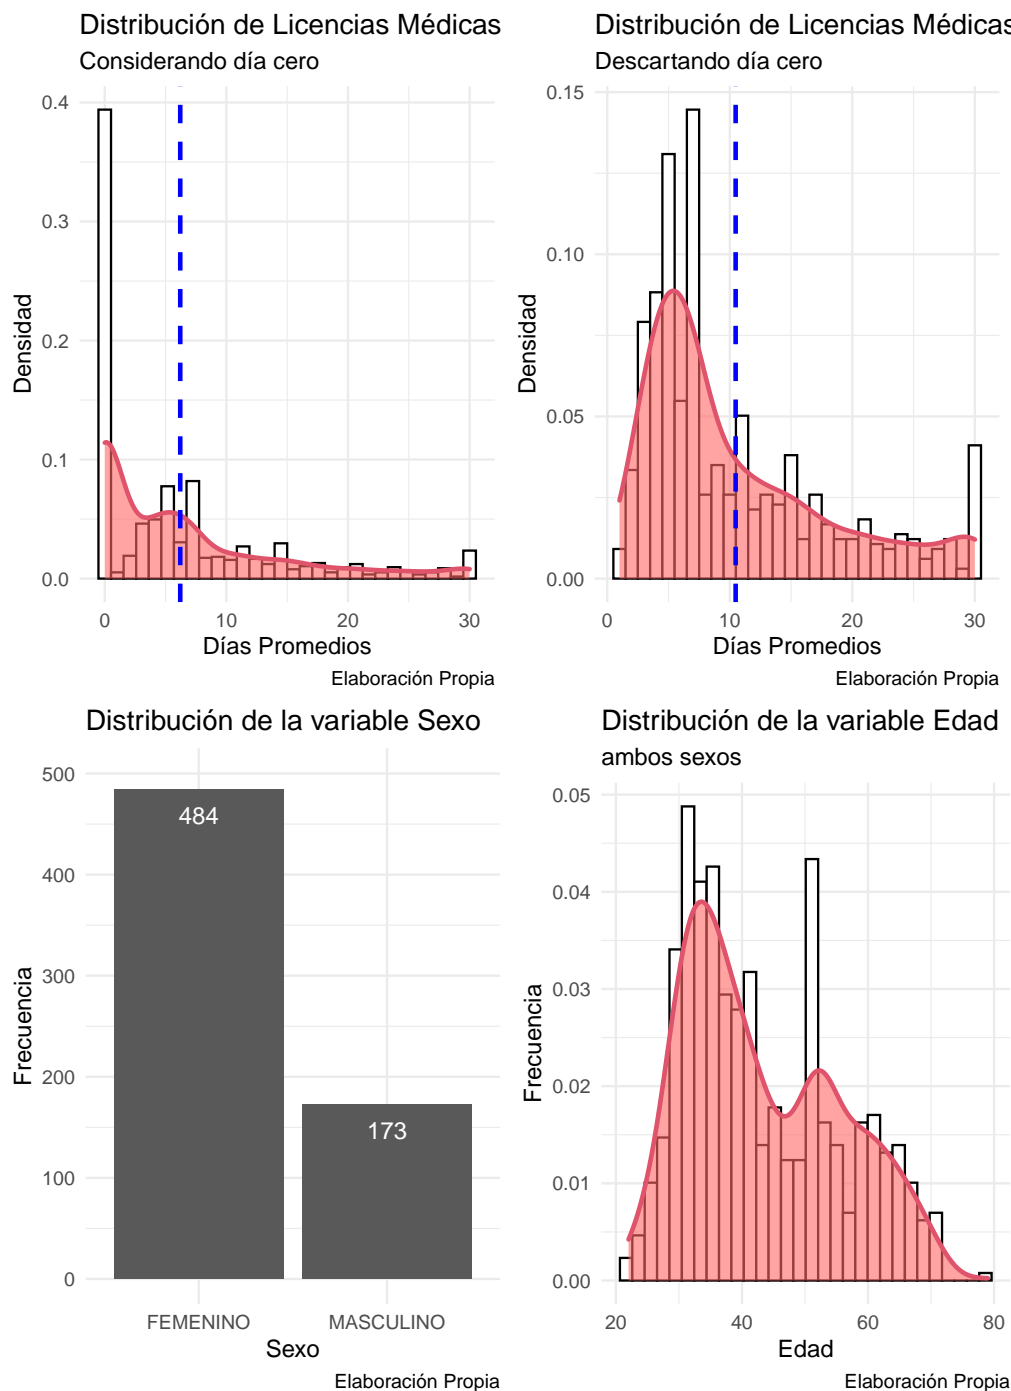 Distribución de Licencias Médicas
Considerando día cero
0.4
0.3
0.2
0.1
0.0
Densidad
0
10
20
30
Días Promedios
Elaboración Propia
Distribución de Licencias Médicas
Descartando día cero
0.15
0.10
0.05
0.00
Densidad
0
10
20
30
Días Promedios
Elaboración Propia
Distribución de la variable Sexo
500
400
300
200
100
0
Frecuencia
484
173
FEMENINO
MASCULINO
Sexo
Elaboración Propia
Distribución de la variable Edad
ambos sexos
0.05
0.04
0.03
0.02
0.01
0.00
Frecuencia
20
40
60
80
Edad
Elaboración Propia